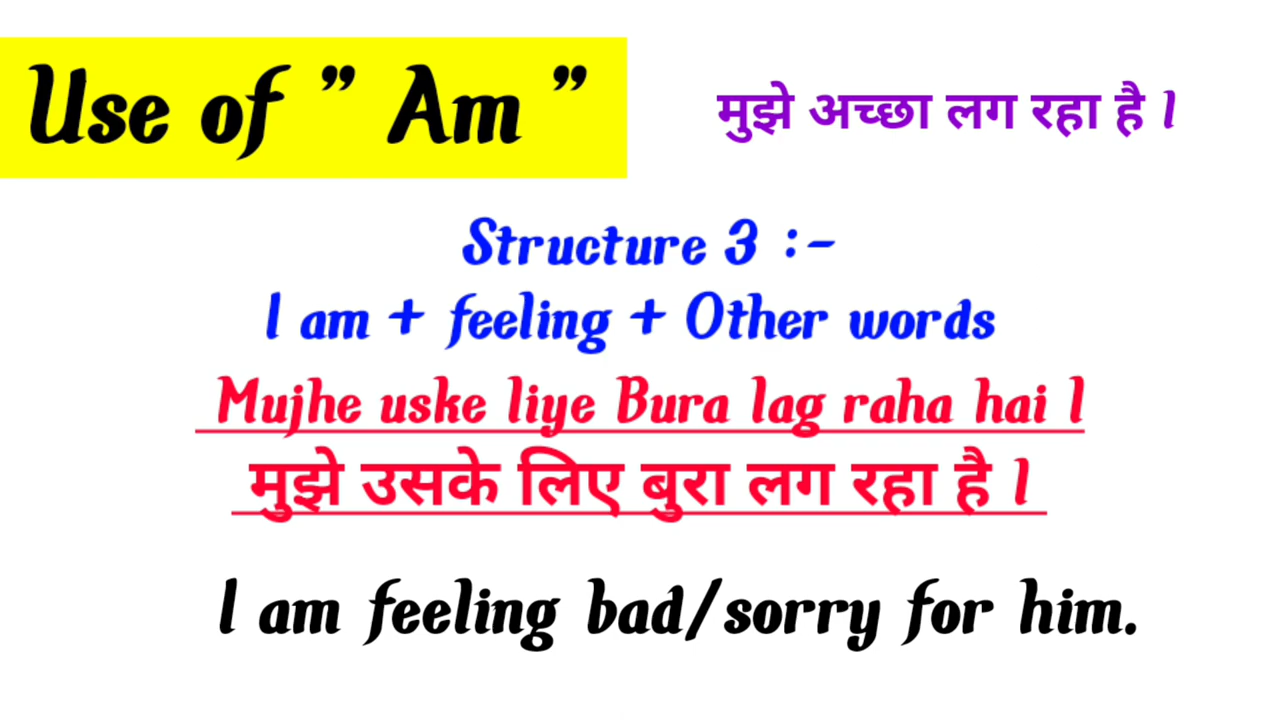 Use of " Am "
मुझे अच्छा लग रहा है l
Structure 3 :-
I am + feeling + Other words
Mujhe uske liye Bura lag raha hai l
मुझे उसके लिए बुरा लग रहा है l
I am feeling bad/sorry for him.